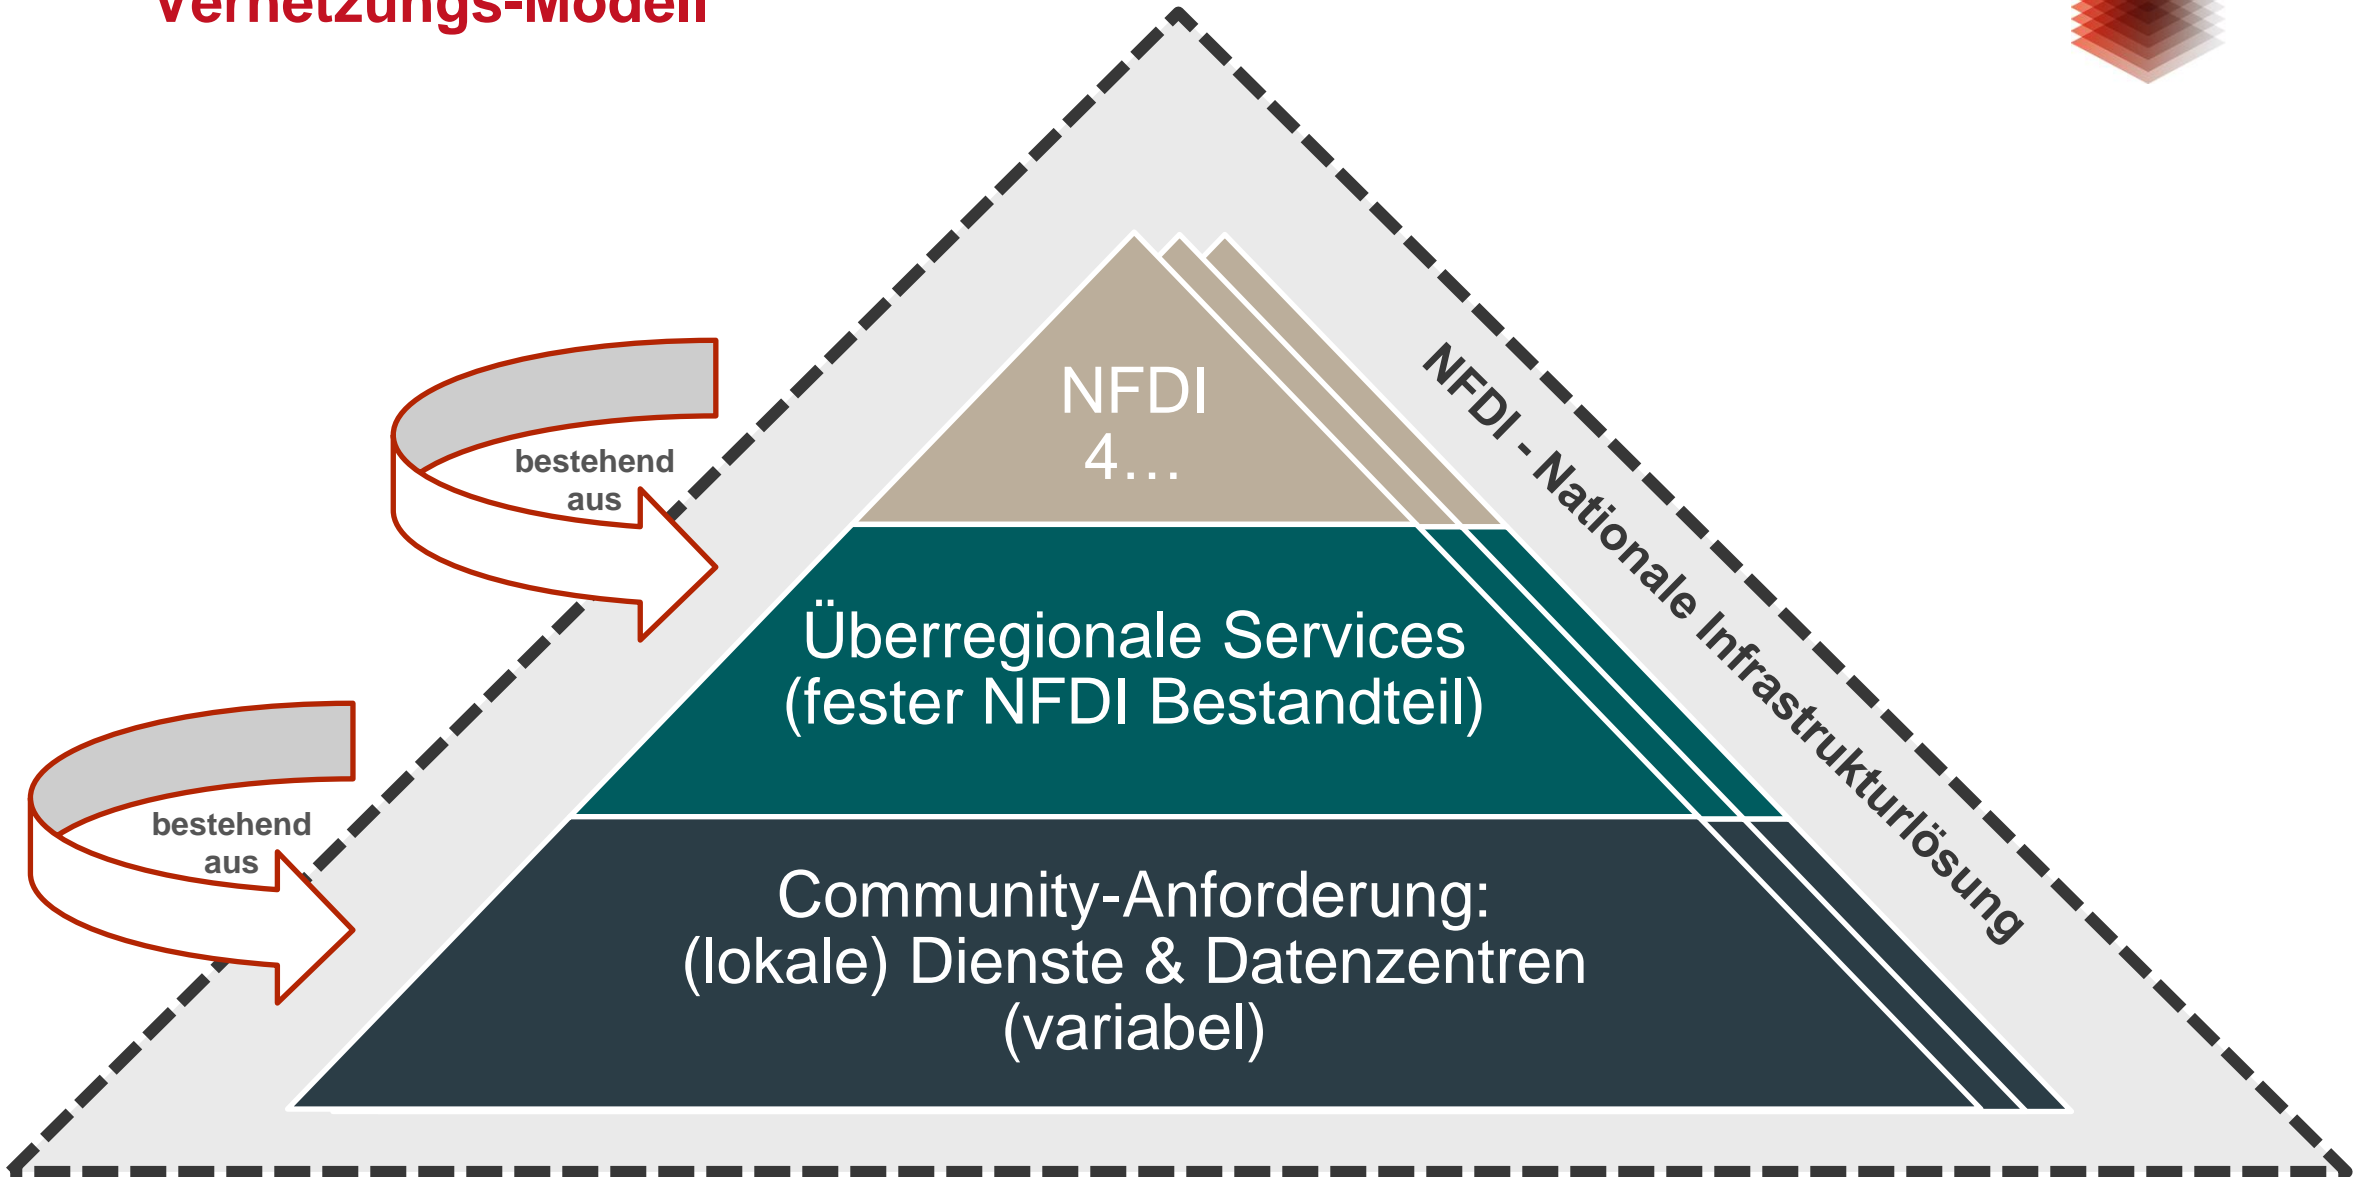 Vernetzungs-Modell
NFDI
4…
bestehend
aus
NFDI - Nationale Infrastrukturlösung
Überregionale Services
(fester NFDI Bestandteil)
bestehend
aus
Community-Anforderung:
(lokale) Dienste & Datenzentren
(variabel)